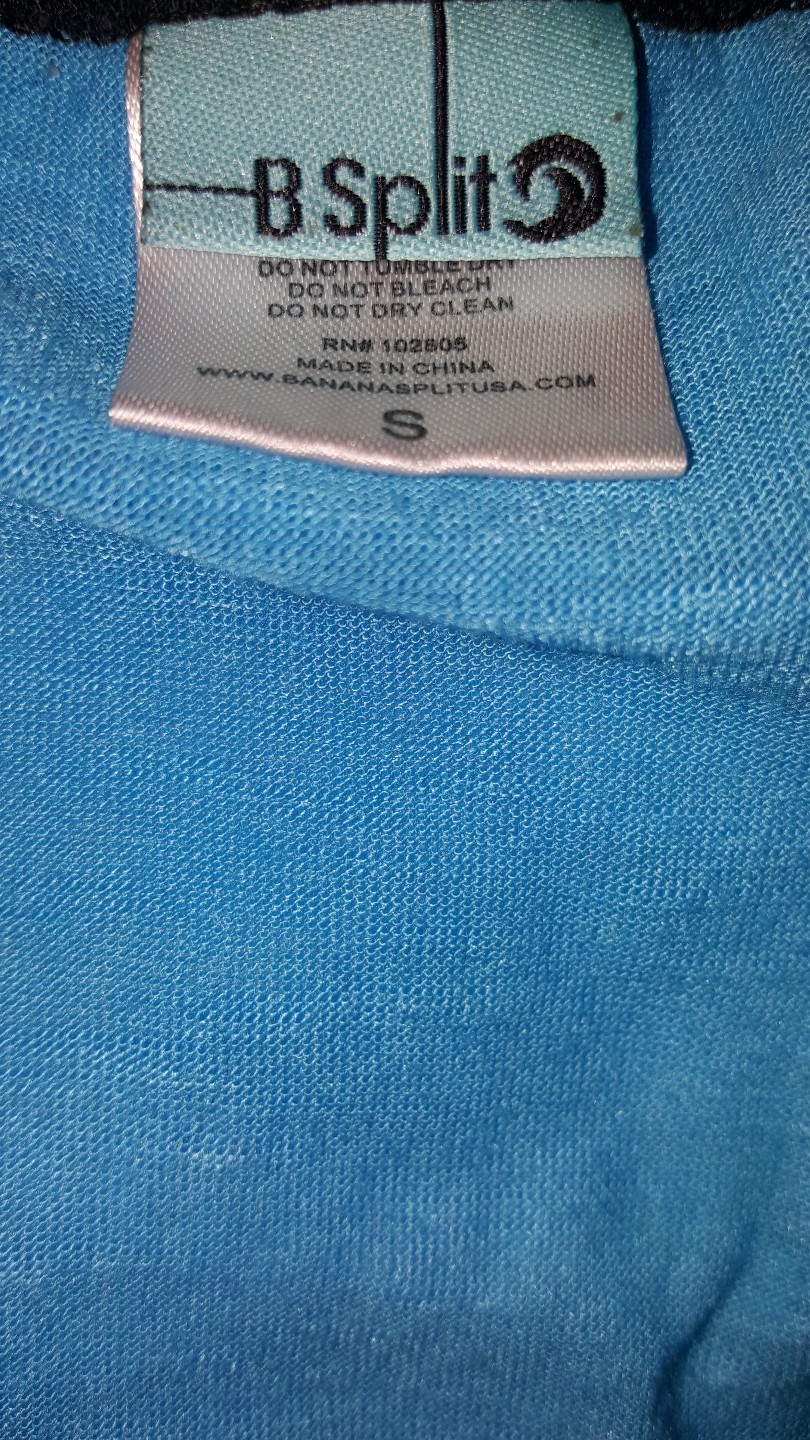 B Split
DO NOT TUMBLE DRY
DO NOT BLEACH
DO NOT DRY CLEAN
RN# 102605
MADE IN CHINA
WWW.BANANASPLITUSA.COM
S